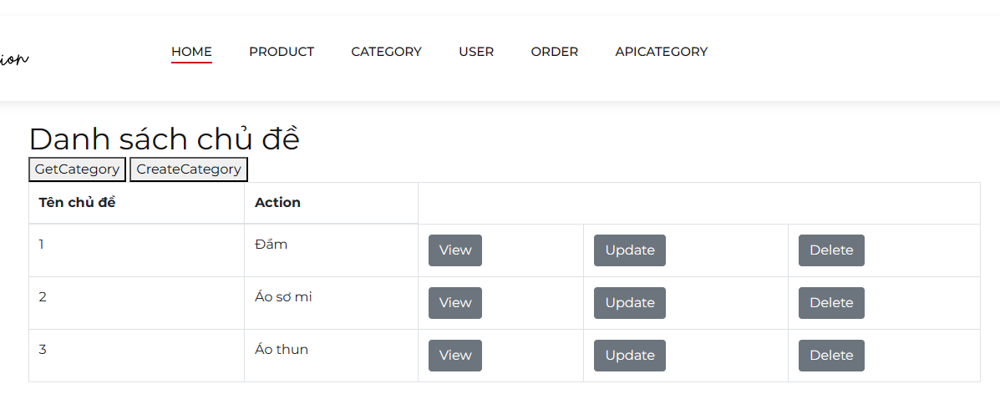 HOME PRODUCT CATEGORY USER ORDER APICATEGORY
Danh sách chủ đề
GetCategory CreateCategory
Tên chủ đề Action
1 Đầm View Update Delete
2 Áo sơ mi View Update Delete
3 Áo thun View Update Delete